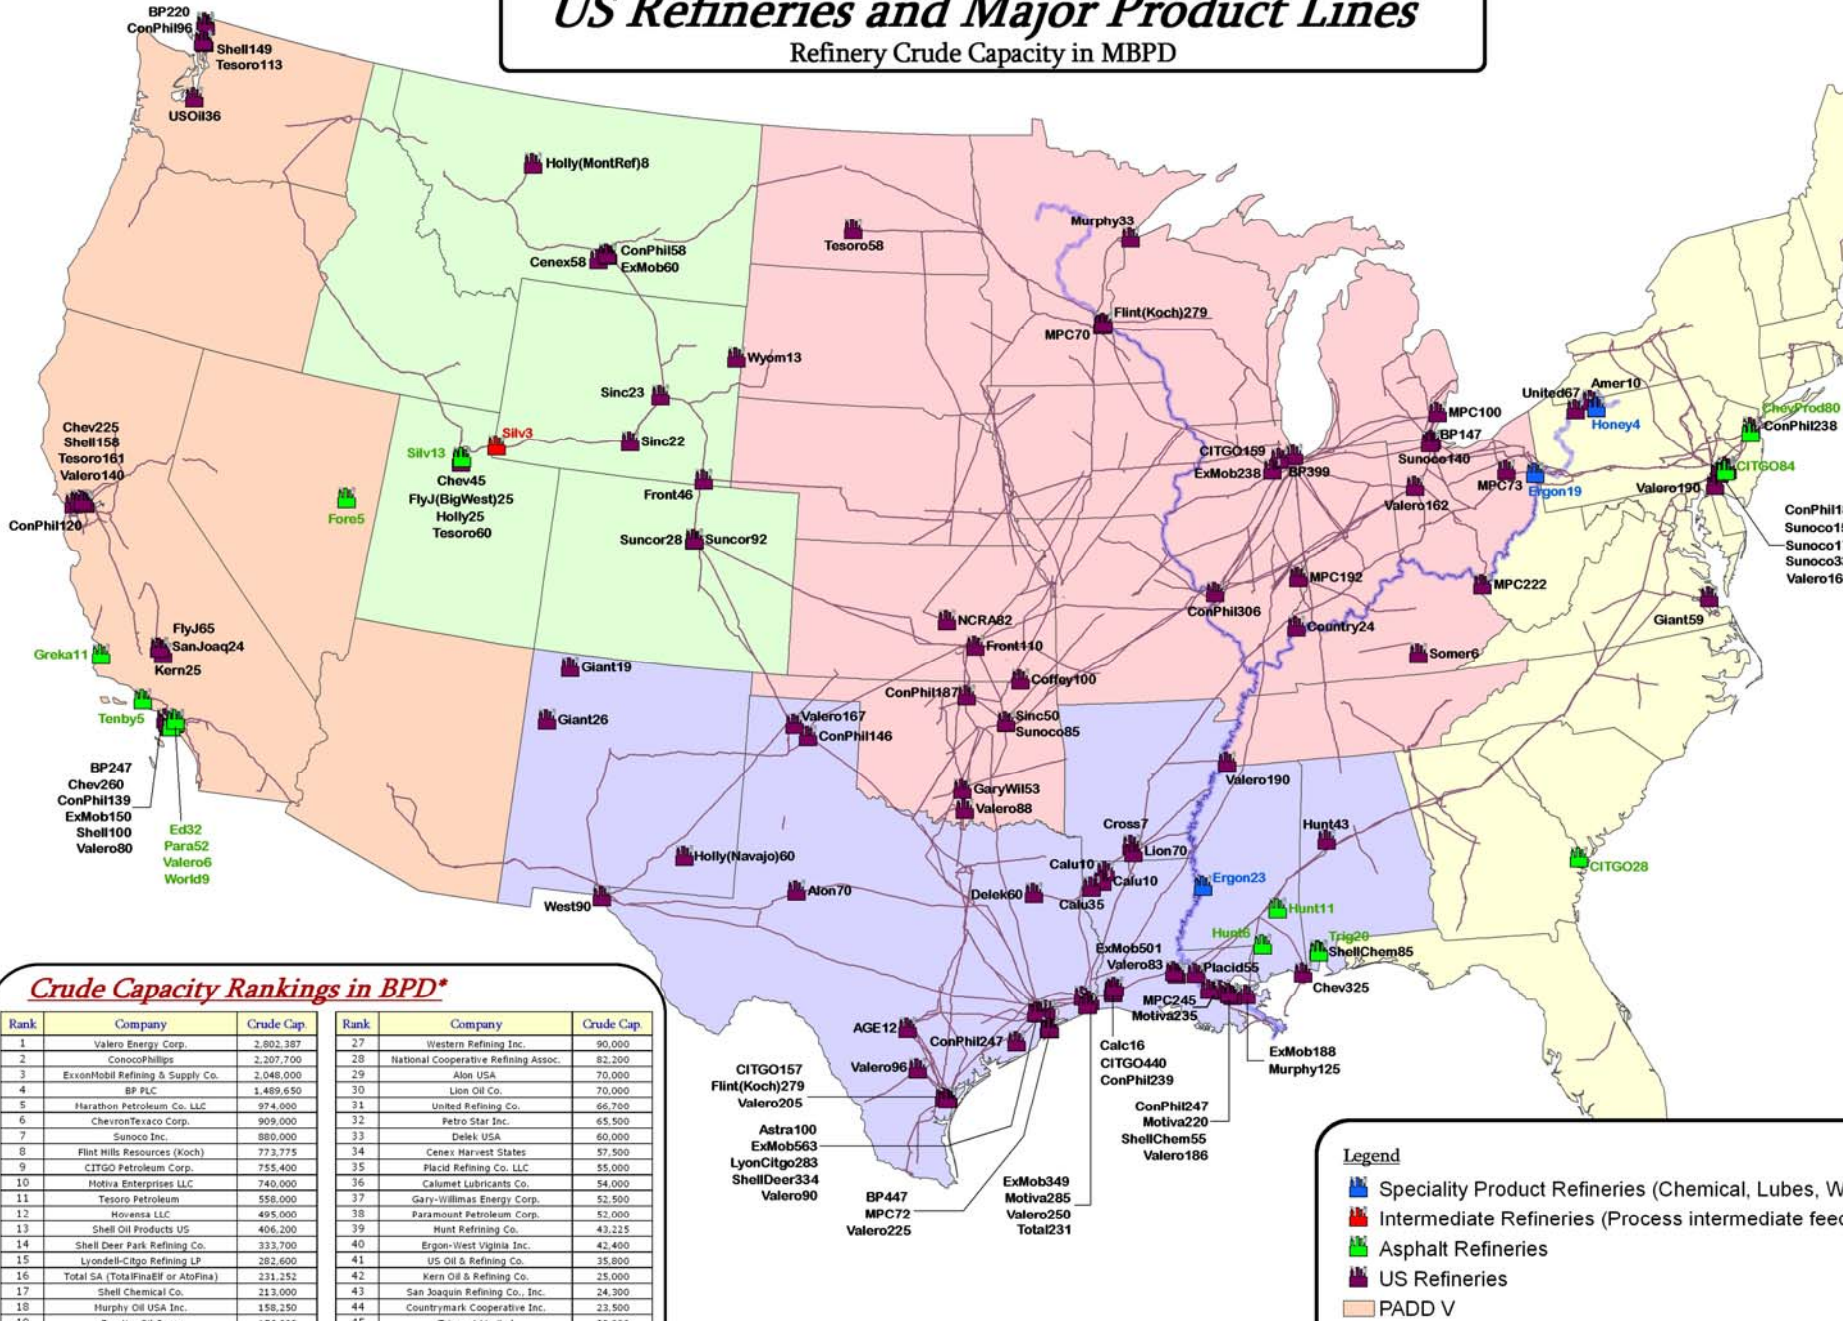 US Refineries and Major Product Lines
Refinery Crude Capacity in MBPD
BP220
ConPhil96
Shell149
Tesoro113
USOil36
Holly(MontRef)8
Cenex58
ConPhil58
ExMob60
Tesoro58
Murphy33
Flint(Koch)279
MPC70
Wyom13
Sinc23
Sinc22
Silv3
Silv13
Chev45
FlyJ(BigWest)25
Holly25
Tesoro60
Fore5
Chev225
Shell158
Tesoro161
Valero140
ConPhil120
Front46
Suncor28
Suncor92
FlyJ65
SanJoaq24
Kern25
Greka11
Tenby5
BP247
Chev260
ConPhil139
ExMob150
Shell100
Valero80
Ed32
Para52
Valero6
World9
Giant19
Giant26
NCRA82
Front110
Coffey100
ConPhil187
Sinc50
Sunoco85
Valero167
ConPhil146
GaryWil53
Valero88
Holly(Navajo)60
Alon70
West90
CITGO159
ExMob238
BP399
MPC100
BP147
Sunoco140
MPC73
Valero162
United67
Amer10
Honey4
Ergon19
ChevProd80
ConPhil238
CITGO84
Valero190
ConPhil18
Sunoco15
Sunoco17
Sunoco33
Valero16
MPC192
MPC222
ConPhil306
Country24
Somer6
Giant59
Valero190
Cross7
Lion70
Calu10
Calu10
Calu35
Delek60
Ergon23
Hunt43
Hunt11
Hunt6
Trig20
ShellChem85
Chev325
CITGO28
ExMob501
Valero83
Placid55
MPC245
Motiva235
AGE12
ConPhil247
Valero96
CITGO157
Flint(Koch)279
Valero205
Astra100
ExMob563
LyonCitgo283
ShellDeer334
Valero90
BP447
MPC72
Valero225
ExMob349
Motiva285
Valero250
Total231
Calc16
CITGO440
ConPhil239
ConPhil247
Motiva220
ShellChem55
Valero186
ExMob188
Murphy125
Crude Capacity Rankings in BPD*
Rank Company Crude Cap. Rank Company Crude Cap.
1 Valero Energy Corp. 2,802,387 27 Western Refining Inc. 90,000
2 ConocoPhillips 2,207,700 28 National Cooperative Refining Assoc. 82,200
3 ExxonMobil Refining & Supply Co. 2,048,000 29 Alon USA 70,000
4 BP PLC 1,489,650 30 Lion Oil Co. 70,000
5 Marathon Petroleum Co. LLC 974,000 31 United Refining Co. 66,700
6 ChevronTexaco Corp. 909,000 32 Petro Star Inc. 65,500
7 Sunoco Inc. 880,000 33 Delek USA 60,000
8 Flint Hills Resources (Koch) 773,775 34 Cenex Harvest States 57,500
9 CITGO Petroleum Corp. 755,400 35 Placid Refining Co. LLC 55,000
10 Motiva Enterprises LLC 740,000 36 Calumet Lubricants Co. 54,000
11 Tesoro Petroleum 558,000 37 Gary-Willimas Energy Corp. 52,500
12 Hovensa LLC 495,000 38 Paramount Petroleum Corp. 52,000
13 Shell Oil Products US 406,200 39 Hunt Refrining Co. 43,225
14 Shell Deer Park Refining Co. 333,700 40 Ergon-West Viginia Inc. 42,400
15 Lyondell-Citgo Refining LP 282,600 41 US Oil & Refining Co. 35,800
16 Total SA (TotalFinaElf or AtoFina) 231,252 42 Kern Oil & Refining Co. 25,000
17 Shell Chemical Co. 213,000 43 San Joaquin Refining Co., Inc. 24,300
18 Murphy Oil USA Inc. 158,250 44 Countrymark Cooperative Inc. 23,500
Legend
Speciality Product Refineries (Chemical, Lubes, W
Intermediate Refineries (Process intermediate feed
Asphalt Refineries
US Refineries
PADD V